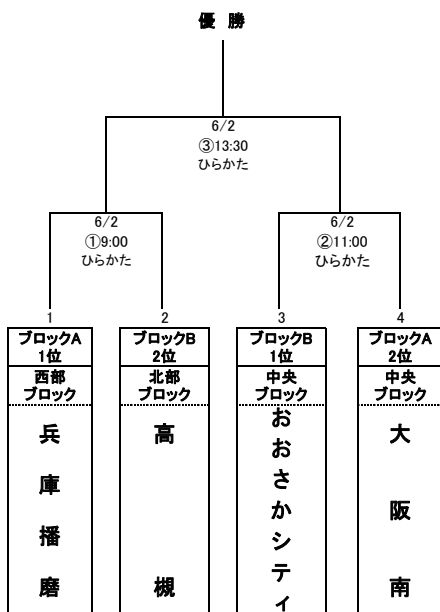 優 勝
6/2
③13:30
ひらかた
6/2
①9:00
ひらかた
6/2
②11:00
ひらかた
1
2
3
4
ブロックA
1位
西部
ブロック
兵庫播磨
ブロックB
2位
北部
ブロック
高槻
ブロックB
1位
中央
ブロック
おおさかシティ
ブロックA
2位
中央
ブロック
大阪南